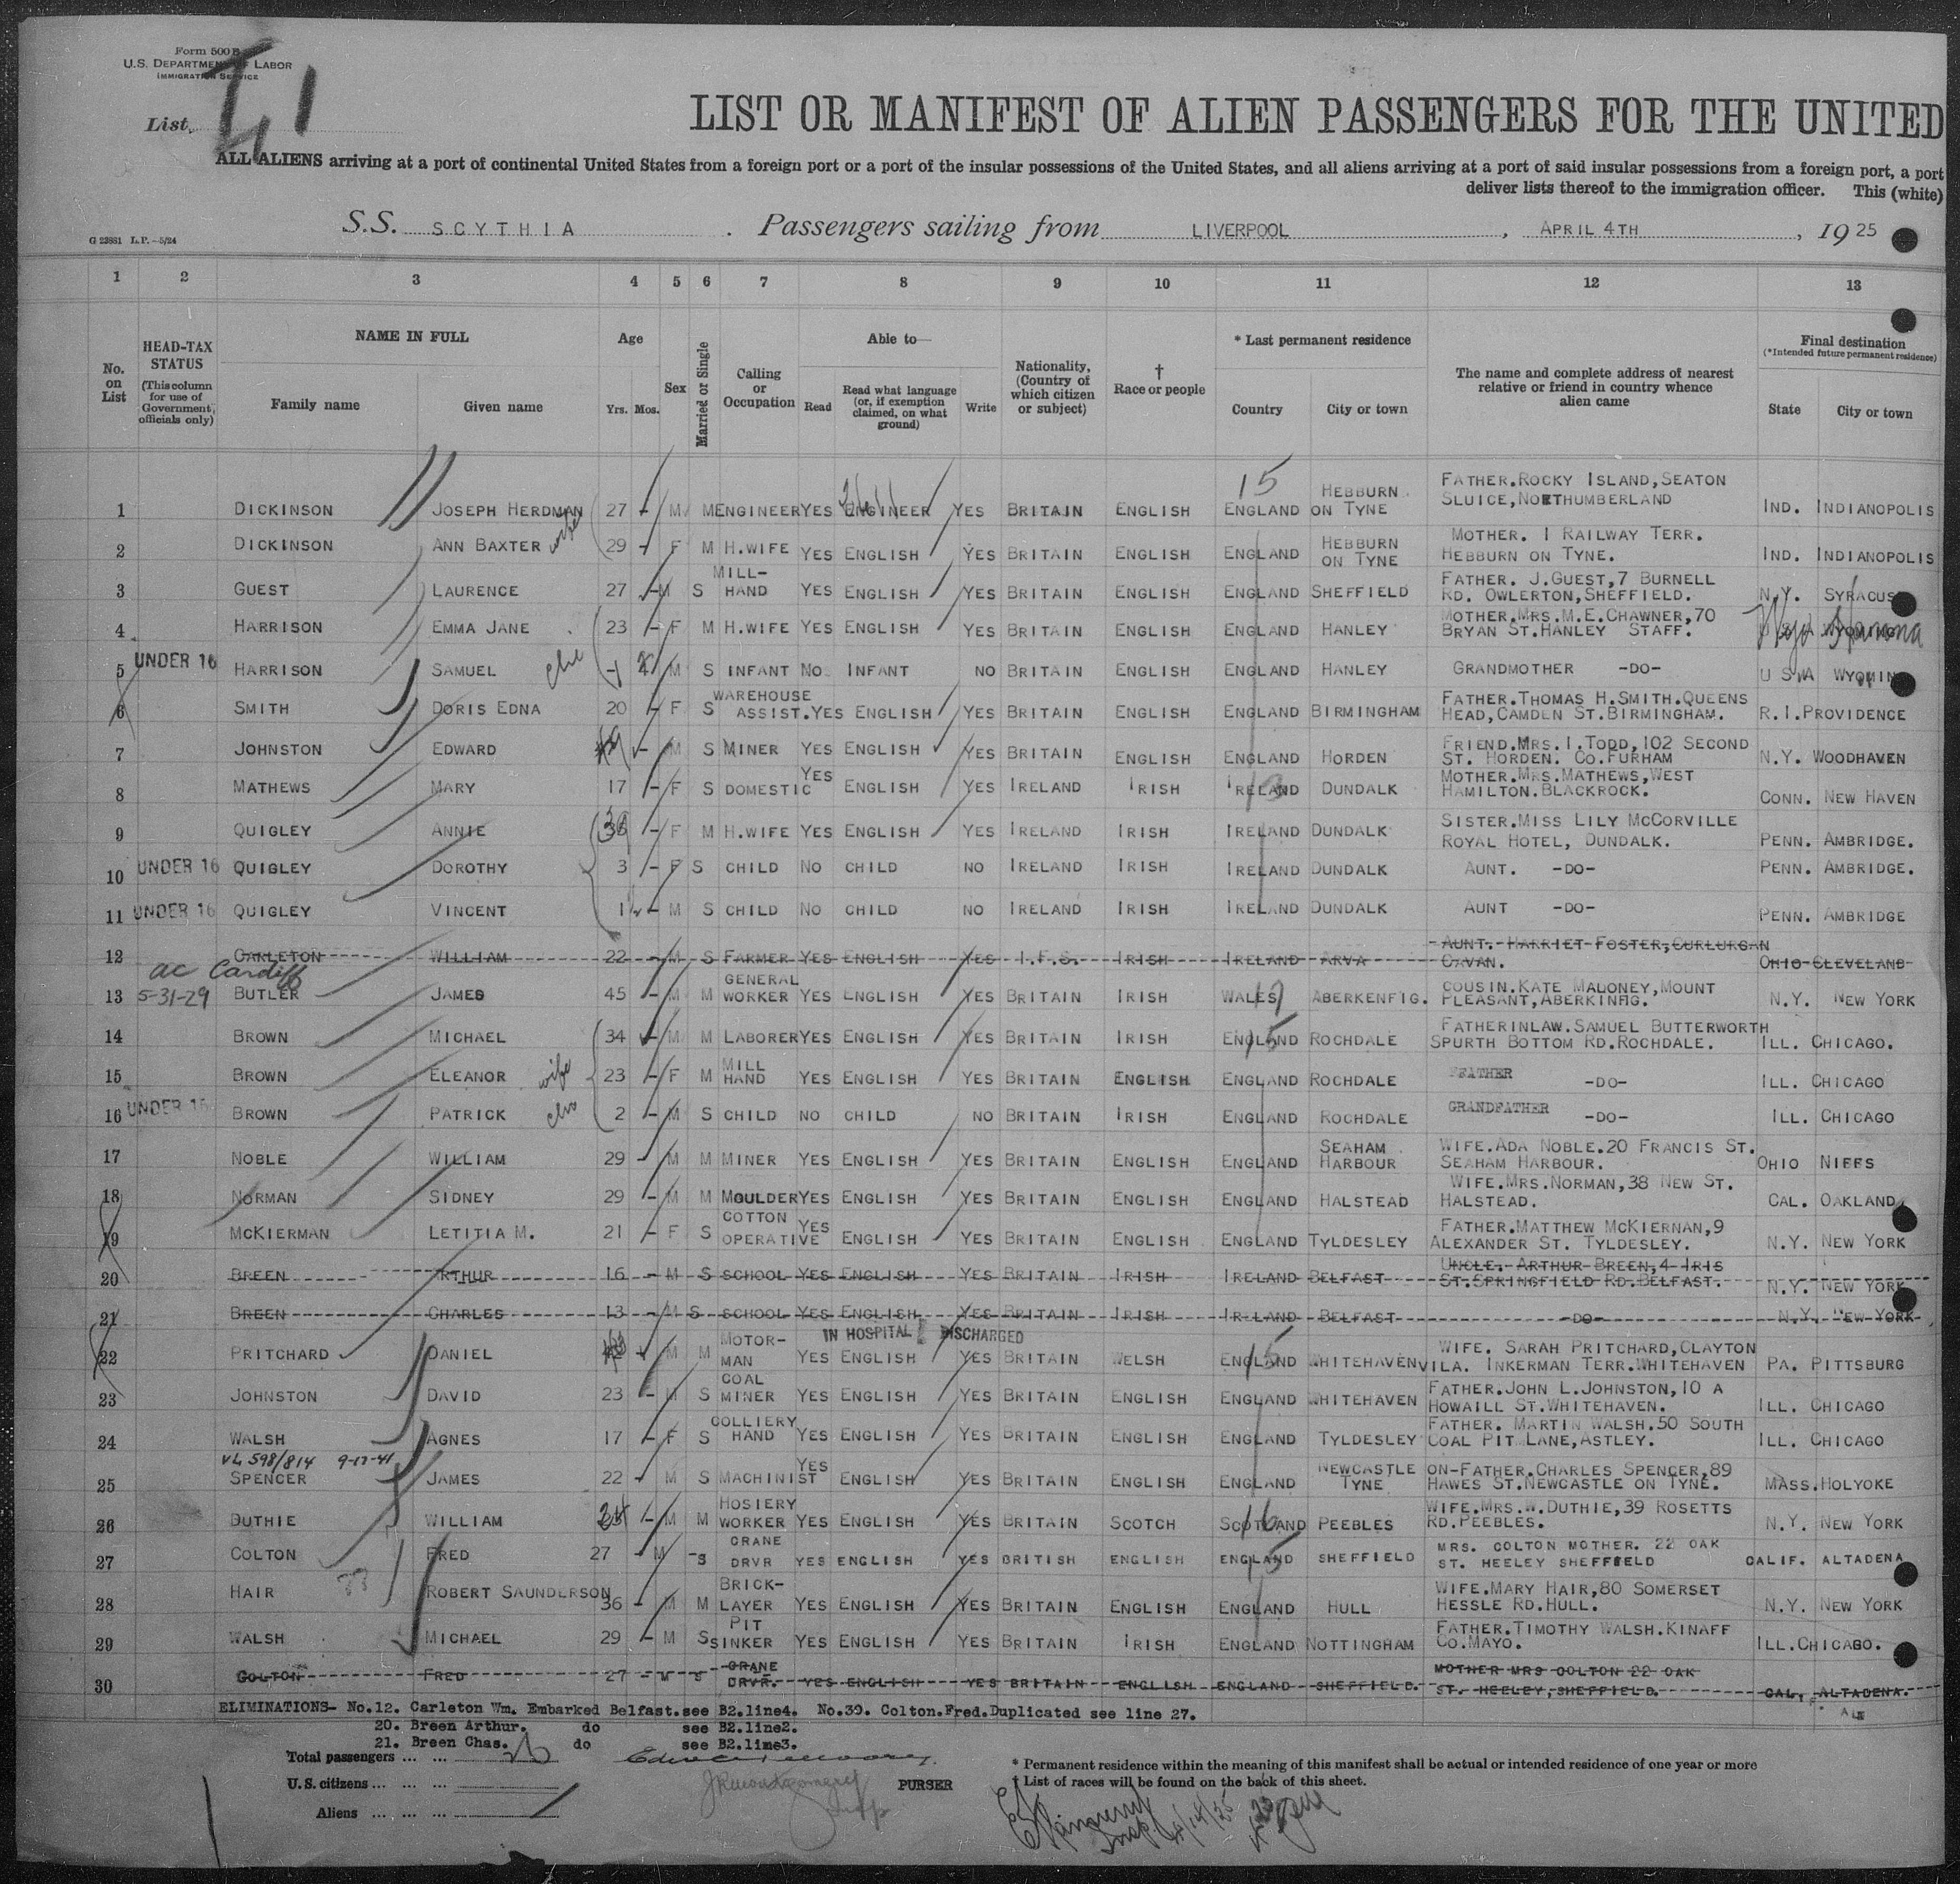 Form 500 B
U.S. DEPARTMENT OF LABOR
IMMIGRATION SERVICE
List
LIST OR MANIFEST OF ALIEN PASSENGERS FOR THE UNITED
ALL ALIENS arriving at a port of continental United States from a foreign port or a port of the insular possessions of the United States, and all aliens arriving at a port of said insular possessions from a foreign port, a port
deliver lists thereof to the immigration officer. This (white)
S.S. SCYTHIA . Passengers sailing from LIVERPOOL , APRIL 4TH , 1925
G 23881 L.P.-5/24
1 2 3 4 5 6 7 8 9 10 11 12 13
No. on List
HEAD-TAX STATUS (This column for use of Government officials only)
NAME IN FULL Family name Given name
Age Yrs. Mos.
Sex
Married or Single
Calling or Occupation
Able to— Read Read what language (or, if exemption claimed, on what ground) Write
Nationality, (Country of which citizen or subject)
† Race or people
* Last permanent residence Country City or town
The name and complete address of nearest relative or friend in country whence alien came
Final destination (*Intended future permanent residence) State City or town
1 DICKINSON JOSEPH HERDMAN wife 27 - M M ENGINEER YES ENGINEER YES BRITAIN ENGLISH 15 ENGLAND HEBBURN ON TYNE FATHER.ROCKY ISLAND,SEATON SLUICE,NORTHUMBERLAND IND. INDIANOPOLIS
2 DICKINSON ANN BAXTER 29 - F M H.WIFE YES ENGLISH YES BRITAIN ENGLISH ENGLAND HEBBURN ON TYNE MOTHER. 1 RAILWAY TERR. HEBBURN ON TYNE. IND. INDIANOPOLIS
3 GUEST LAURENCE 27 - M S MILL-HAND YES ENGLISH YES BRITAIN ENGLISH ENGLAND SHEFFIELD FATHER. J.GUEST,7 BURNELL RD. OWLERTON,SHEFFIELD. N.Y. SYRACUS
4 HARRISON EMMA JANE 23 - F M H.WIFE YES ENGLISH YES BRITAIN ENGLISH ENGLAND HANLEY MOTHER.MRS.M.E.CHAWNER,70 BRYAN ST.HANLEY STAFF. WYOMING
5 UNDER 16 HARRISON SAMUEL M S INFANT NO INFANT NO BRITAIN ENGLISH ENGLAND HANLEY GRANDMOTHER -DO- USA WYOMIN
6 SMITH DORIS EDNA 20 - F S WAREHOUSE ASSIST. YES ENGLISH YES BRITAIN ENGLISH ENGLAND BIRMINGHAM FATHER.THOMAS H.SMITH.QUEENS HEAD,CAMDEN ST.BIRMINGHAM. R.I. PROVIDENCE
7 JOHNSTON EDWARD - M S MINER YES ENGLISH YES BRITAIN ENGLISH ENGLAND HORDEN FRIEND.MRS.I.TODD,102 SECOND ST. HORDEN. CO.FURHAM N.Y. WOODHAVEN
8 MATHEWS MARY 17 - F S DOMESTIC YES ENGLISH YES IRELAND IRISH IRELAND DUNDALK MOTHER.MRS.MATHEWS,WEST HAMILTON.BLACKROCK. CONN. NEW HAVEN
9 QUIGLEY ANNIE - F M H.WIFE YES ENGLISH YES IRELAND IRISH IRELAND DUNDALK SISTER.MISS LILY MCCORVILLE ROYAL HOTEL, DUNDALK. PENN. AMBRIDGE.
10 UNDER 16 QUIGLEY DOROTHY 3 - F S CHILD NO CHILD NO IRELAND IRISH IRELAND DUNDALK AUNT. -DO- PENN. AMBRIDGE.
11 UNDER 16 QUIGLEY VINCENT 1 - M S CHILD NO CHILD NO IRELAND IRISH IRELAND DUNDALK AUNT -DO- PENN. AMBRIDGE
12 CARLETON WILLIAM 22 - M S FARMER YES ENGLISH YES I.F.S. IRISH IRELAND ARVA AUNT. HARRIET FOSTER,CURLURGAN CAVAN. OHIO CLEVELAND
ac Cardiff
13 5-31-29 BUTLER JAMES 45 - M M GENERAL WORKER YES ENGLISH YES BRITAIN IRISH WALES ABERKENFIG. COUSIN.KATE MALONEY,MOUNT PLEASANT,ABERKINFIG. N.Y. NEW YORK
14 BROWN MICHAEL 34 - M M LABORER YES ENGLISH YES BRITAIN IRISH 15 ENGLAND ROCHDALE FATHERINLAW.SAMUEL BUTTERWORTH SPURTH BOTTOM RD.ROCHDALE. ILL. CHICAGO.
15 BROWN ELEANOR wife 23 - F M MILL HAND YES ENGLISH YES BRITAIN ENGLISH ENGLAND ROCHDALE FATHER -DO- ILL. CHICAGO
16 UNDER 16 BROWN PATRICK 2 - M S CHILD NO CHILD NO BRITAIN IRISH ENGLAND ROCHDALE GRANDFATHER -DO- ILL. CHICAGO
17 NOBLE WILLIAM 29 - M M MINER YES ENGLISH YES BRITAIN ENGLISH ENGLAND SEAHAM HARBOUR WIFE.ADA NOBLE.20 FRANCIS ST. SEAHAM HARBOUR. OHIO NIFFS
18 NORMAN SIDNEY 29 - M M MOULDER YES ENGLISH YES BRITAIN ENGLISH ENGLAND HALSTEAD WIFE.MRS.NORMAN,38 NEW ST. HALSTEAD. CAL. OAKLAND
19 MCKIERMAN LETITIA M. 21 - F S COTTON OPERATIVE YES ENGLISH YES BRITAIN ENGLISH ENGLAND TYLDESLEY FATHER.MATTHEW MCKIERNAN,9 ALEXANDER ST. TYLDESLEY. N.Y. NEW YORK
20 BREEN ARTHUR 16 - M S SCHOOL YES ENGLISH YES BRITAIN IRISH IRELAND BELFAST UNCLE. ARTHUR BREEN,4 IRIS ST.SPRINGFIELD RD.BELFAST. N.Y. NEW YORK
21 BREEN CHARLES 13 - M S SCHOOL YES ENGLISH YES BRITAIN IRISH IRELAND BELFAST -DO- N.Y. NEW YORK
IN HOSPITAL DISCHARGED
22 PRITCHARD DANIEL M M MOTOR-MAN YES ENGLISH YES BRITAIN WELSH 15 ENGLAND WHITEHAVEN WIFE. SARAH PRITCHARD,CLAYTON VILA. INKERMAN TERR.WHITEHAVEN PA. PITTSBURG
23 JOHNSTON DAVID 23 - M S COAL MINER YES ENGLISH YES BRITAIN ENGLISH ENGLAND WHITEHAVEN FATHER.JOHN L.JOHNSTON,10 A HOWAILL ST.WHITEHAVEN. ILL. CHICAGO
24 WALSH AGNES 17 - F S COLLIERY HAND YES ENGLISH YES BRITAIN ENGLISH ENGLAND TYLDESLEY FATHER. MARTIN WALSH.50 SOUTH COAL PIT LANE,ASTLEY. ILL. CHICAGO
VL 598/814 9-17-41
25 SPENCER JAMES 22 - M S MACHINIST YES ENGLISH YES BRITAIN ENGLISH ENGLAND NEWCASTLE ON-TYNE FATHER.CHARLES SPENCER,89 HAWES ST.NEWCASTLE ON TYNE. MASS. HOLYOKE
26 DUTHIE WILLIAM - M M HOSIERY WORKER YES ENGLISH YES BRITAIN SCOTCH 16 SCOTLAND PEEBLES WIFE.MRS.W.DUTHIE,39 ROSETTS RD.PEEBLES. N.Y. NEW YORK
27 COLTON FRED 27 - M S CRANE DRVR YES ENGLISH YES BRITISH ENGLISH 15 ENGLAND SHEFFIELD MRS. COLTON MOTHER. 22 OAK ST. HEELEY SHEFFIELD CALIF. ALTADENA
28 HAIR ROBERT SAUNDERSON 36 - M M BRICK-LAYER YES ENGLISH YES BRITAIN ENGLISH ENGLAND HULL WIFE.MARY HAIR,80 SOMERSET HESSLE RD.HULL. N.Y. NEW YORK
29 WALSH MICHAEL 29 - M S PIT SINKER YES ENGLISH YES BRITAIN IRISH ENGLAND NOTTINGHAM FATHER.TIMOTHY WALSH.KINAFF CO.MAYO. ILL.CHICAGO.
30 COLTON FRED 27 - M S CRANE DRVR. YES ENGLISH YES BRITAIN ENGLISH ENGLAND SHEFFIELD. MOTHER MRS COLTON 22 OAK ST. HEELEY,SHEFFIELD. CAL. ALTADENA.
ELIMINATIONS- No.12. Carleton Wm. Embarked Belfast.see B2.line4. No.39. Colton.Fred.Duplicated see line 27.
20. Breen Arthur. do see B2.line2.
21. Breen Chas. do see B2.line3.
Total passengers
U.S. citizens
Aliens
PURSER
* Permanent residence within the meaning of this manifest shall be actual or intended residence of one year or more
† List of races will be found on the back of this sheet.